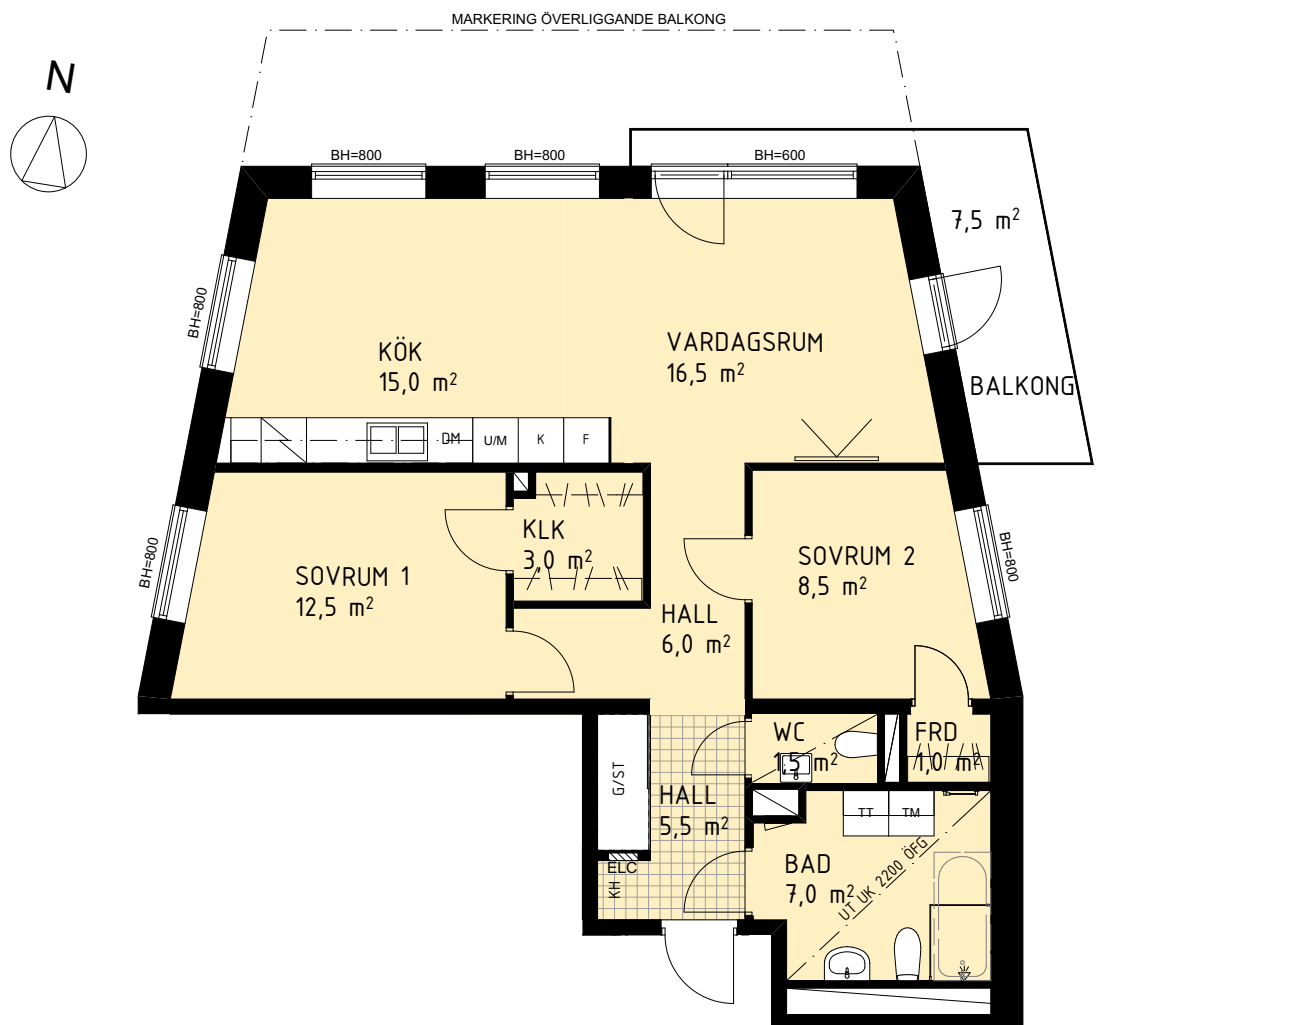 MARKERING ÖVERLIGGANDE BALKONG
N
BH=800
BH=800
BH=600
7,5 m²
BH=800
KÖK
15,0 m²
VARDAGSRUM
16,5 m²
BALKONG
DM
U/M
K
F
KLK
3,0 m²
BH=800
SOVRUM 1
12,5 m²
SOVRUM 2
8,5 m²
BH=800
HALL
6,0 m²
WC
1,5 m²
FRD
1,0 m²
G/ST
HALL
5,5 m²
TT
TM
ELC
KH
BAD
7,0 m²
UT UK 2200 ÖFG